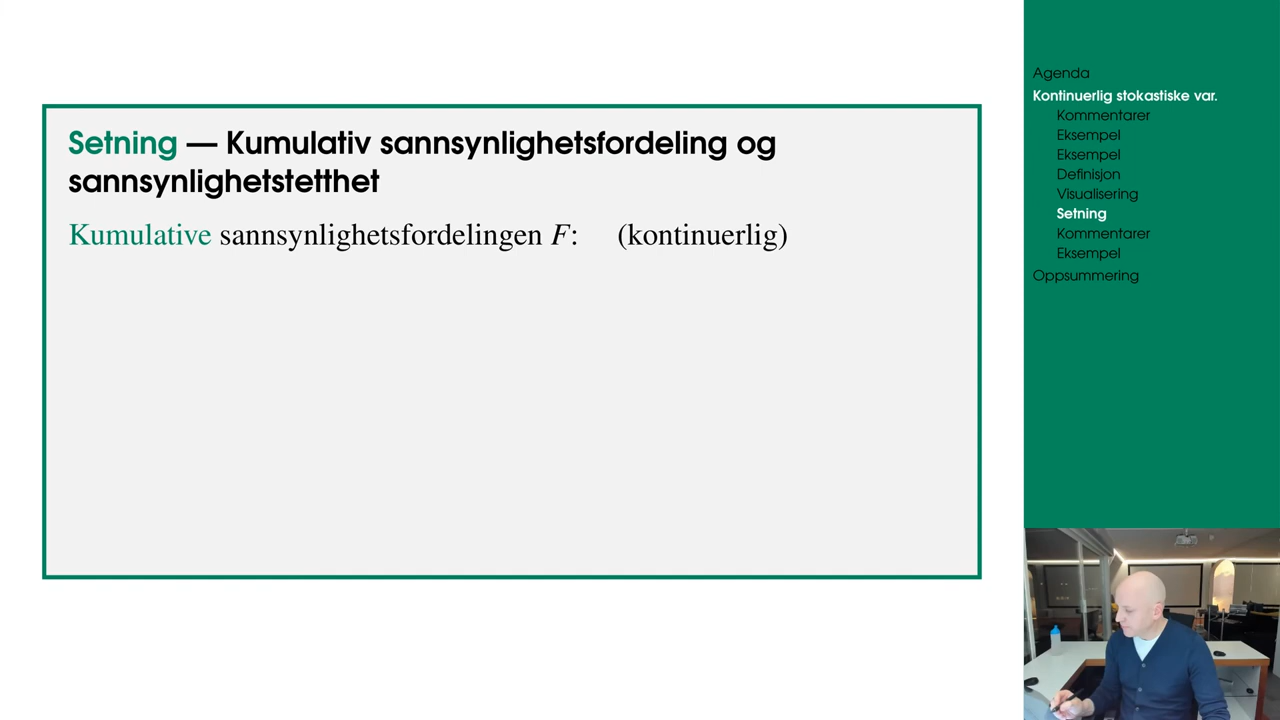 Setning — Kumulativ sannsynlighetsfordeling og
sannsynlighetstetthet
Kumulative sannsynlighetsfordelingen F: (kontinuerlig)
Agenda
Kontinuerlig stokastiske var.
Kommentarer
Eksempel
Eksempel
Definisjon
Visualisering
Setning
Kommentarer
Eksempel
Oppsummering